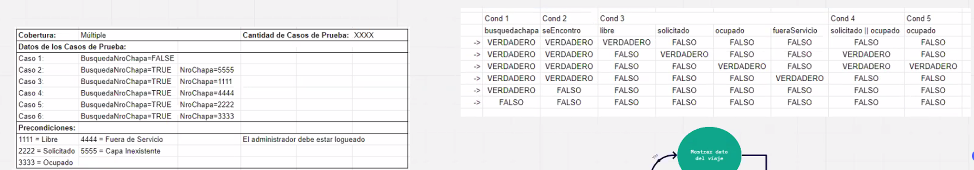 Cobertura: Múltiple Cantidad de Casos de Prueba: XXXX
Datos de los Casos de Prueba:
Caso 1: BusquedaNroChapa=FALSE
Caso 2: BusquedaNroChapa=TRUE NroChapa=5555
Caso 3: BusquedaNroChapa=TRUE NroChapa=1111
Caso 4: BusquedaNroChapa=TRUE NroChapa=4444
Caso 5: BusquedaNroChapa=TRUE NroChapa=2222
Caso 6: BusquedaNroChapa=TRUE NroChapa=3333
Precondiciones:
1111 = Libre 4444 = Fuera de Servicio El administrador debe estar logueado
2222 = Solicitado 5555 = Capa Inexistente
3333 = Ocupado
Cond 1 Cond 2 Cond 3 Cond 4 Cond 5
busquedachapa seEncontro libre solicitado ocupado fueraServicio solicitado || ocupado ocupado
-> VERDADERO VERDADERO VERDADERO FALSO FALSO FALSO FALSO FALSO
-> VERDADERO VERDADERO FALSO VERDADERO FALSO FALSO VERDADERO FALSO
-> VERDADERO VERDADERO FALSO FALSO VERDADERO FALSO VERDADERO VERDADERO
-> VERDADERO VERDADERO FALSO FALSO FALSO VERDADERO FALSO FALSO
-> VERDADERO FALSO FALSO FALSO FALSO FALSO FALSO FALSO
-> FALSO FALSO FALSO FALSO FALSO FALSO FALSO FALSO
Mostrar dato
del viaje